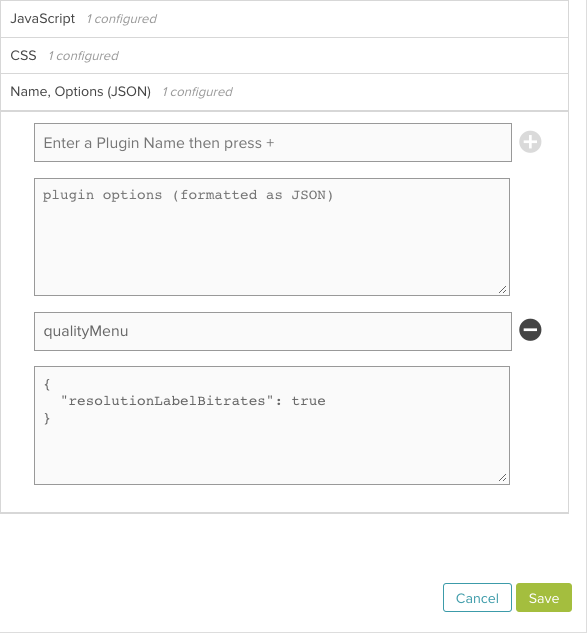 JavaScript 1 configured
CSS 1 configured
Name, Options (JSON) 1 configured
Enter a Plugin Name then press +
plugin options (formatted as JSON)
qualityMenu
{
"resolutionLabelBitrates": true
}
Cancel Save